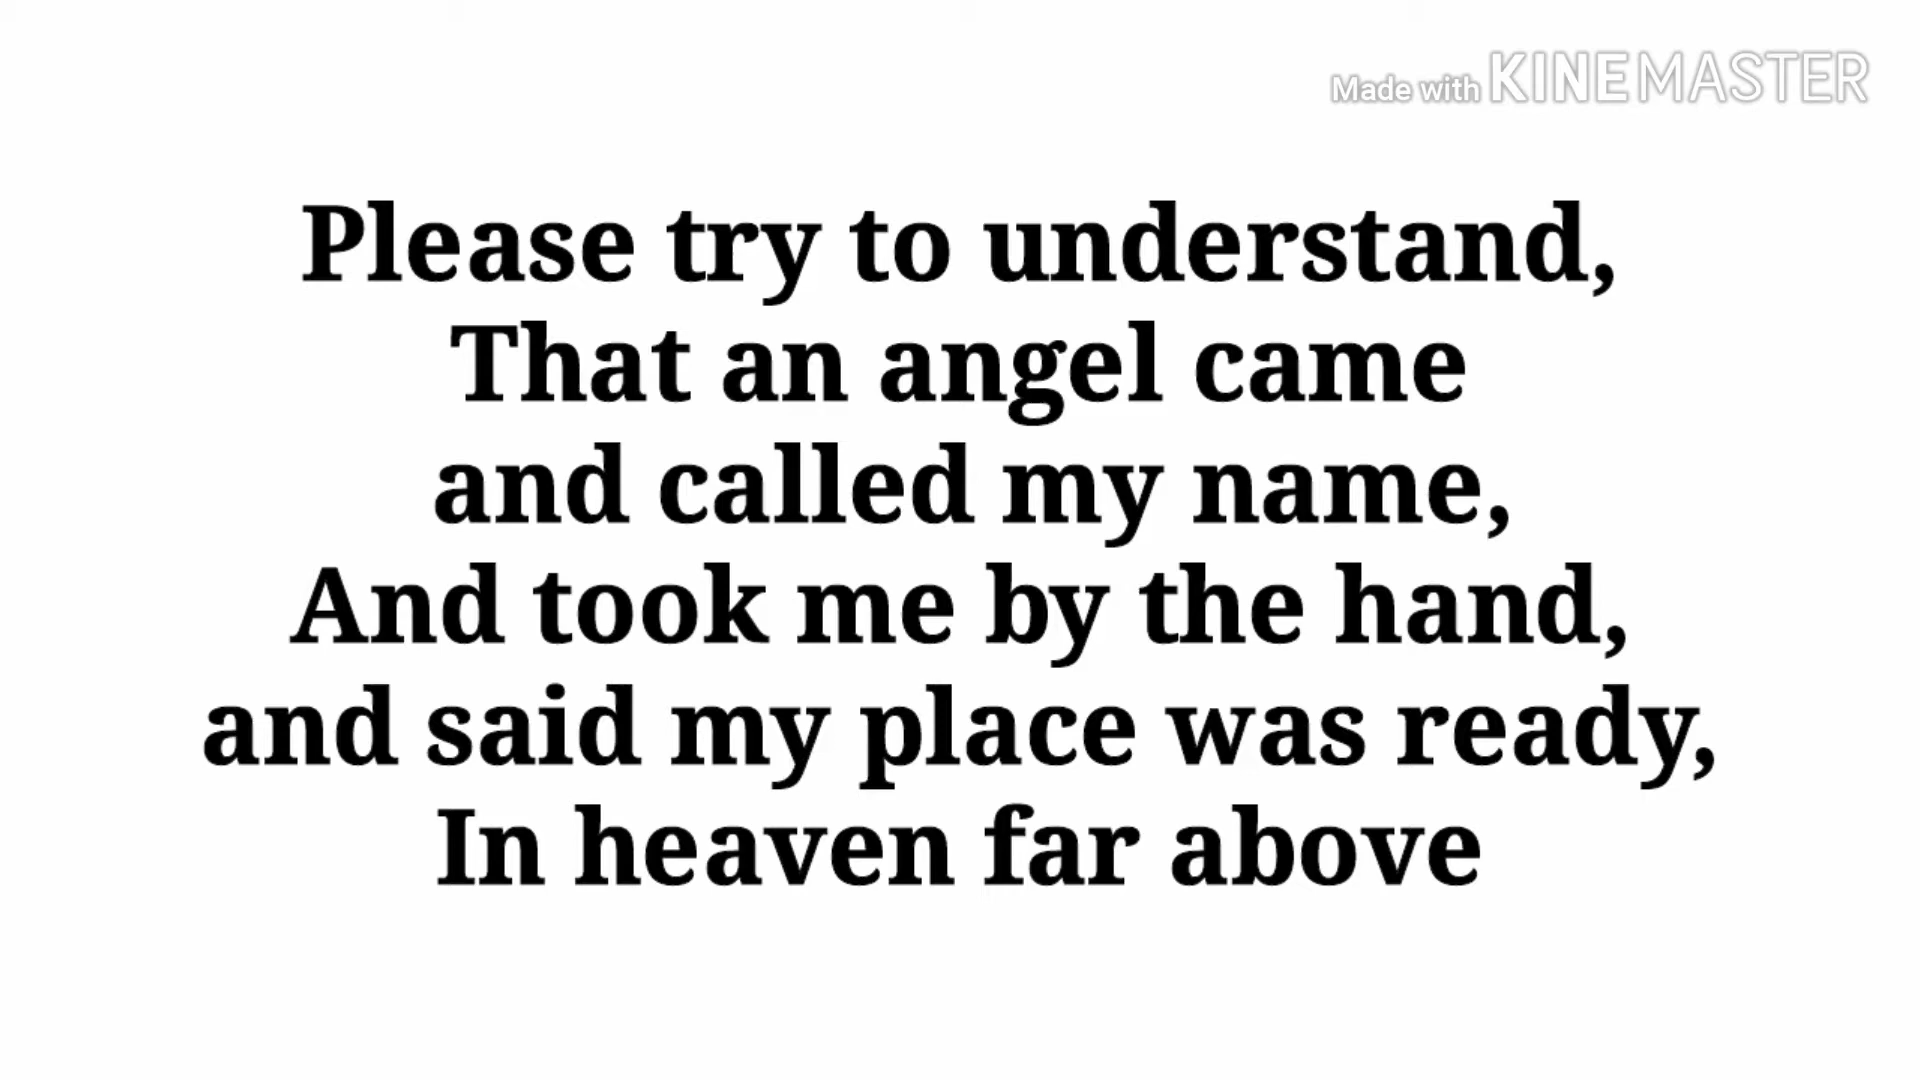 Made with KINEMASTER
Please try to understand,
That an angel came
and called my name,
And took me by the hand,
and said my place was ready,
In heaven far above